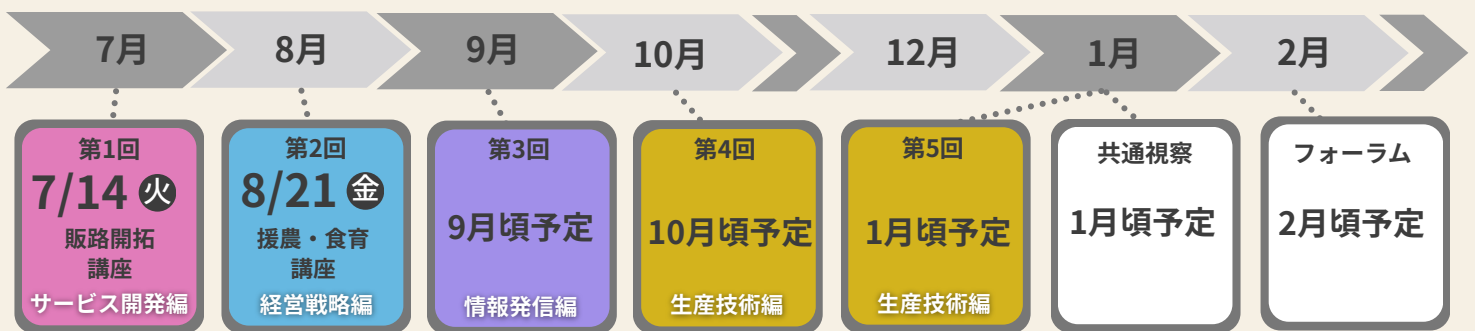 7月
8月
9月
10月
12月
1月
2月
第1回
7/14 火
販路開拓
講座
サービス開発編
第2回
8/21 金
援農・食育
講座
経営戦略編
第3回
9月頃予定
情報発信編
第4回
10月頃予定
生産技術編
第5回
1月頃予定
生産技術編
共通視察
1月頃予定
フォーラム
2月頃予定